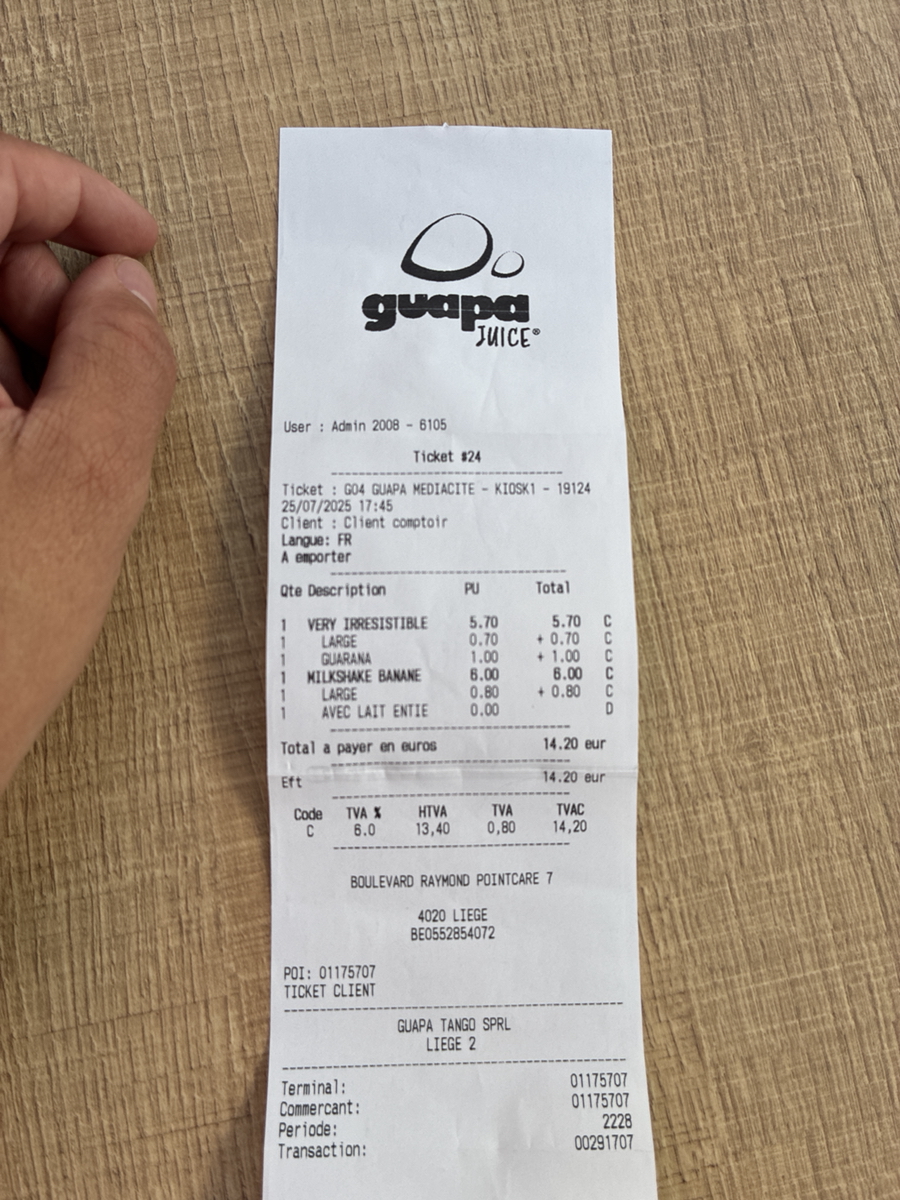 guapa
JUICE®
User : Admin 2008 - 6105
Ticket #24
Ticket : G04 GUAPA MEDIACITE - KIOSK1 - 19124
25/07/2025 17:45
Client : Client comptoir
Langue: FR
A emporter
Qte Description PU Total
1 VERY IRRESISTIBLE 5.70 5.70 C
1 LARGE 0.70 + 0.70 C
1 GUARANA 1.00 + 1.00 C
1 MILKSHAKE BANANE 6.00 6.00 C
1 LARGE 0.80 + 0.80 C
1 AVEC LAIT ENTIE 0.00 D
Total a payer en euros 14.20 eur
Eft 14.20 eur
Code TVA % HTVA TVA TVAC
C 6.0 13,40 0,80 14,20
BOULEVARD RAYMOND POINTCARE 7
4020 LIEGE
BE0552854072
POI: 01175707
TICKET CLIENT
GUAPA TANGO SPRL
LIEGE 2
Terminal: 01175707
Commercant: 01175707
Periode: 2228
Transaction: 00291707